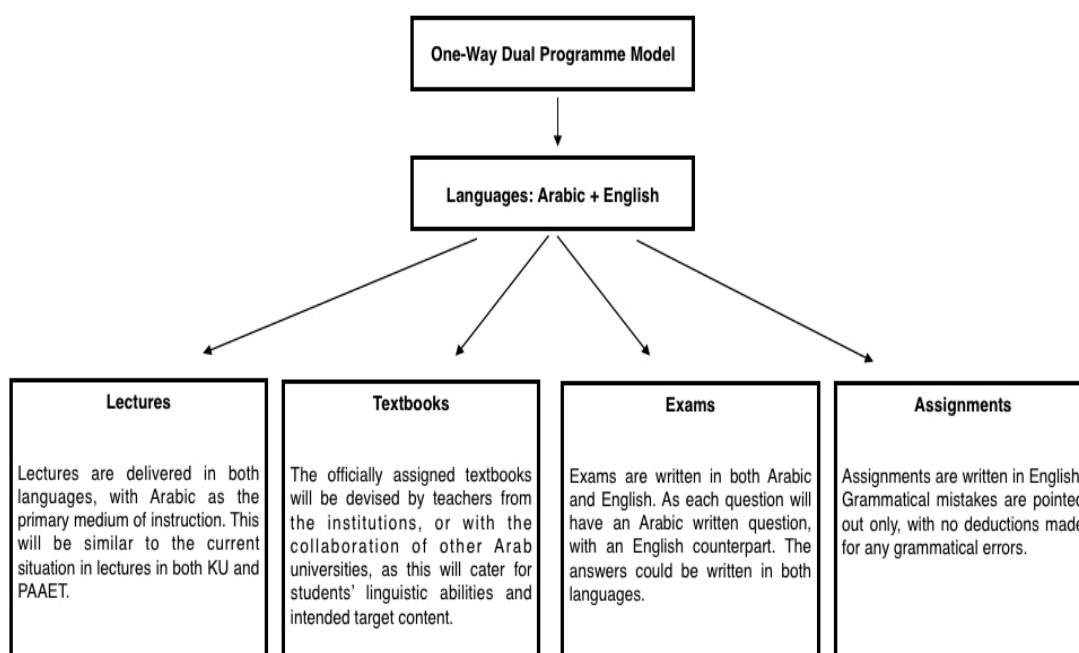 One-Way Dual Programme Model
Languages: Arabic + English
Lectures
Lectures are delivered in both
languages, with Arabic as the
primary medium of instruction. This
will be similar to the current
situation in lectures in both KU and
PAAET.
Textbooks
The officially assigned textbooks
will be devised by teachers from
the institutions, or with the
collaboration of other Arab
universities, as this will cater for
students’ linguistic abilities and
intended target content.
Exams
Exams are written in both Arabic
and English. As each question will
have an Arabic written question,
with an English counterpart. The
answers could be written in both
languages.
Assignments
Assignments are written in English
Grammatical mistakes are pointed
out only, with no deductions made
for any grammatical errors.